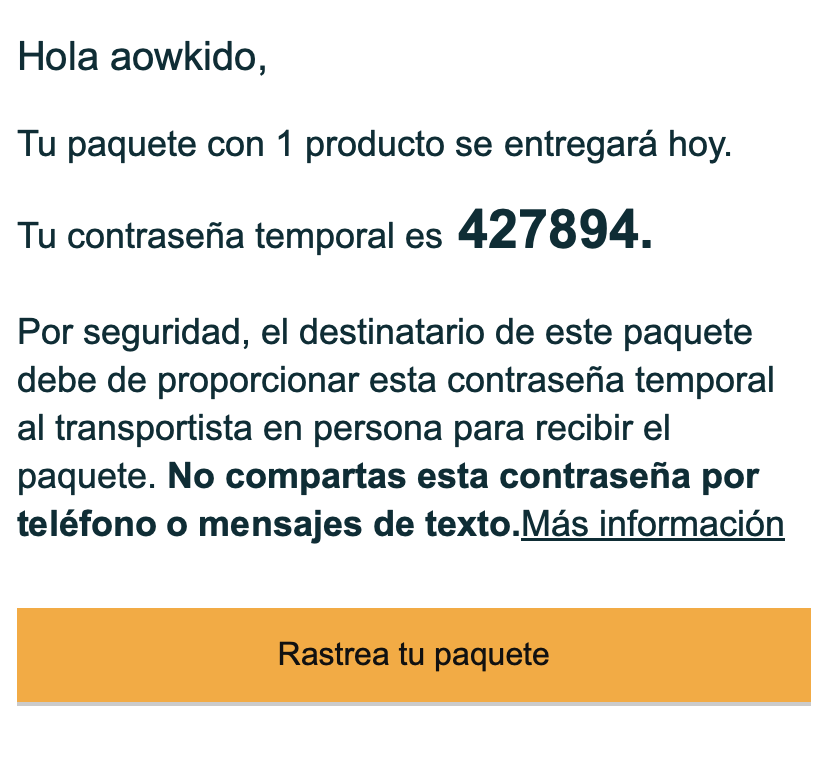 Hola aowkido,
Tu paquete con 1 producto se entregará hoy.
Tu contraseña temporal es 427894.
Por seguridad, el destinatario de este paquete
debe de proporcionar esta contraseña temporal
al transportista en persona para recibir el
paquete. No compartas esta contraseña por
teléfono o mensajes de texto.Más información
Rastrea tu paquete